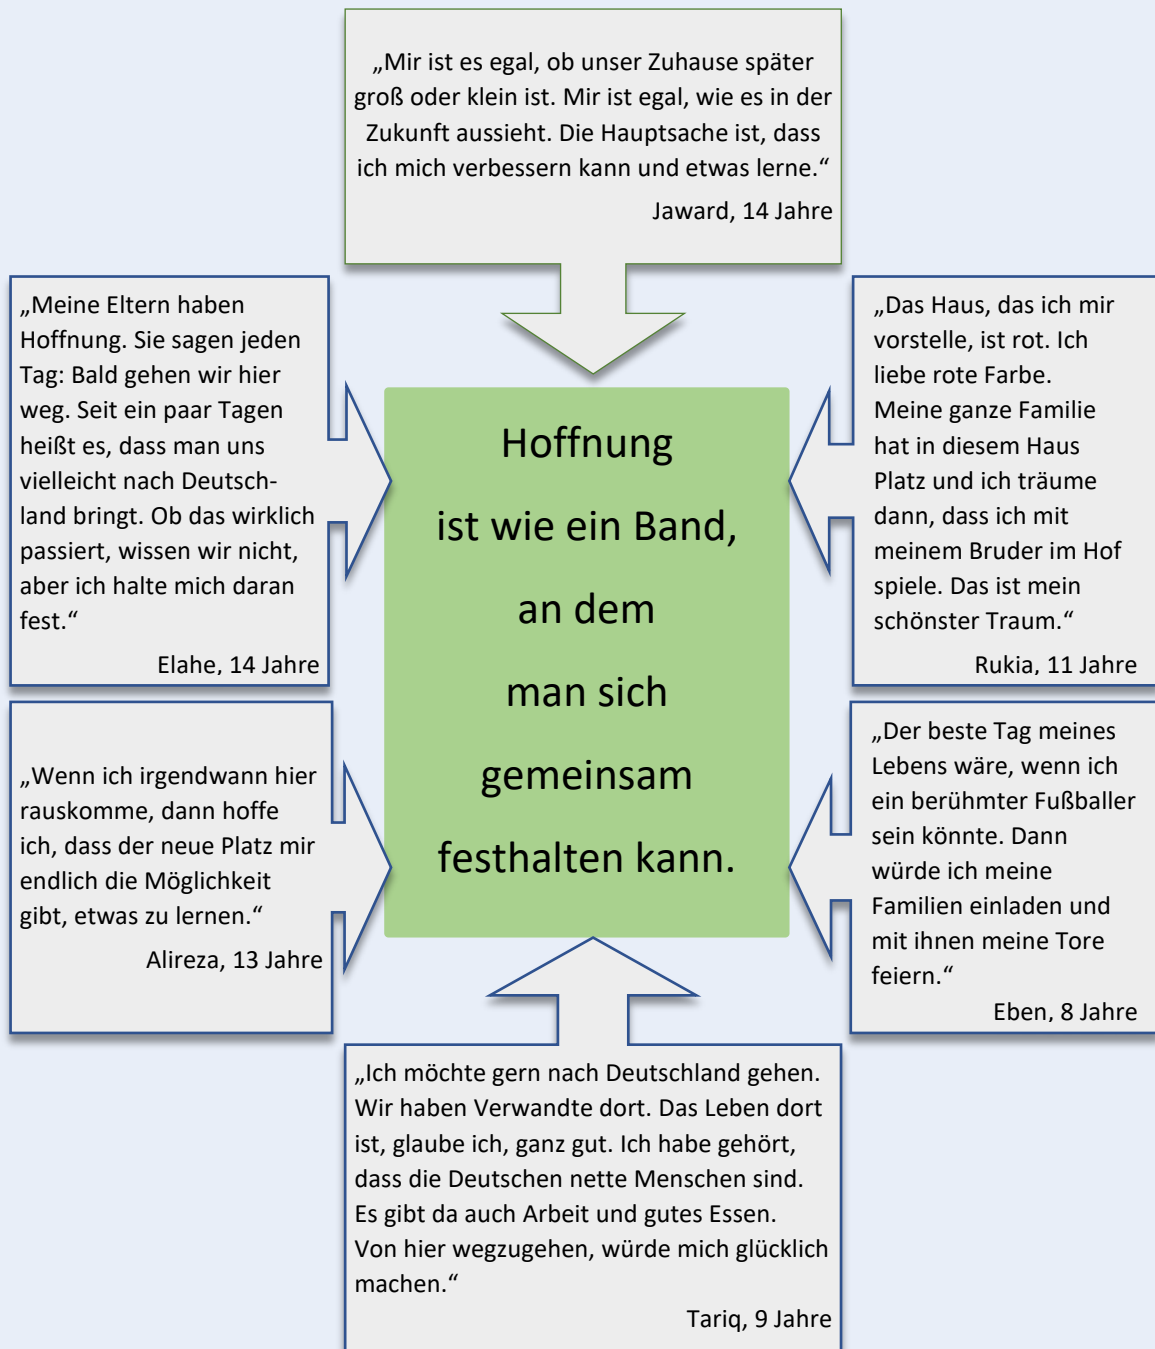 „Mir ist es egal, ob unser Zuhause später
groß oder klein ist. Mir ist egal, wie es in der
Zukunft aussieht. Die Hauptsache ist, dass
ich mich verbessern kann und etwas lerne.“
Jaward, 14 Jahre
„Meine Eltern haben
Hoffnung. Sie sagen jeden
Tag: Bald gehen wir hier
weg. Seit ein paar Tagen
heißt es, dass man uns
vielleicht nach Deutsch-
land bringt. Ob das wirklich
passiert, wissen wir nicht,
aber ich halte mich daran
fest.“
Elahe, 14 Jahre
„Das Haus, das ich mir
vorstelle, ist rot. Ich
liebe rote Farbe.
Meine ganze Familie
hat in diesem Haus
Platz und ich träume
dann, dass ich mit
meinem Bruder im Hof
spiele. Das ist mein
schönster Traum.“
Rukia, 11 Jahre
Hoffnung
ist wie ein Band,
an dem
man sich
gemeinsam
festhalten kann.
„Wenn ich irgendwann hier
rauskomme, dann hoffe
ich, dass der neue Platz mir
endlich die Möglichkeit
gibt, etwas zu lernen.“
Alireza, 13 Jahre
„Der beste Tag meines
Lebens wäre, wenn ich
ein berühmter Fußballer
sein könnte. Dann
würde ich meine
Familien einladen und
mit ihnen meine Tore
feiern.“
Eben, 8 Jahre
„Ich möchte gern nach Deutschland gehen.
Wir haben Verwandte dort. Das Leben dort
ist, glaube ich, ganz gut. Ich habe gehört,
dass die Deutschen nette Menschen sind.
Es gibt da auch Arbeit und gutes Essen.
Von hier wegzugehen, würde mich glücklich
machen.“
Tariq, 9 Jahre